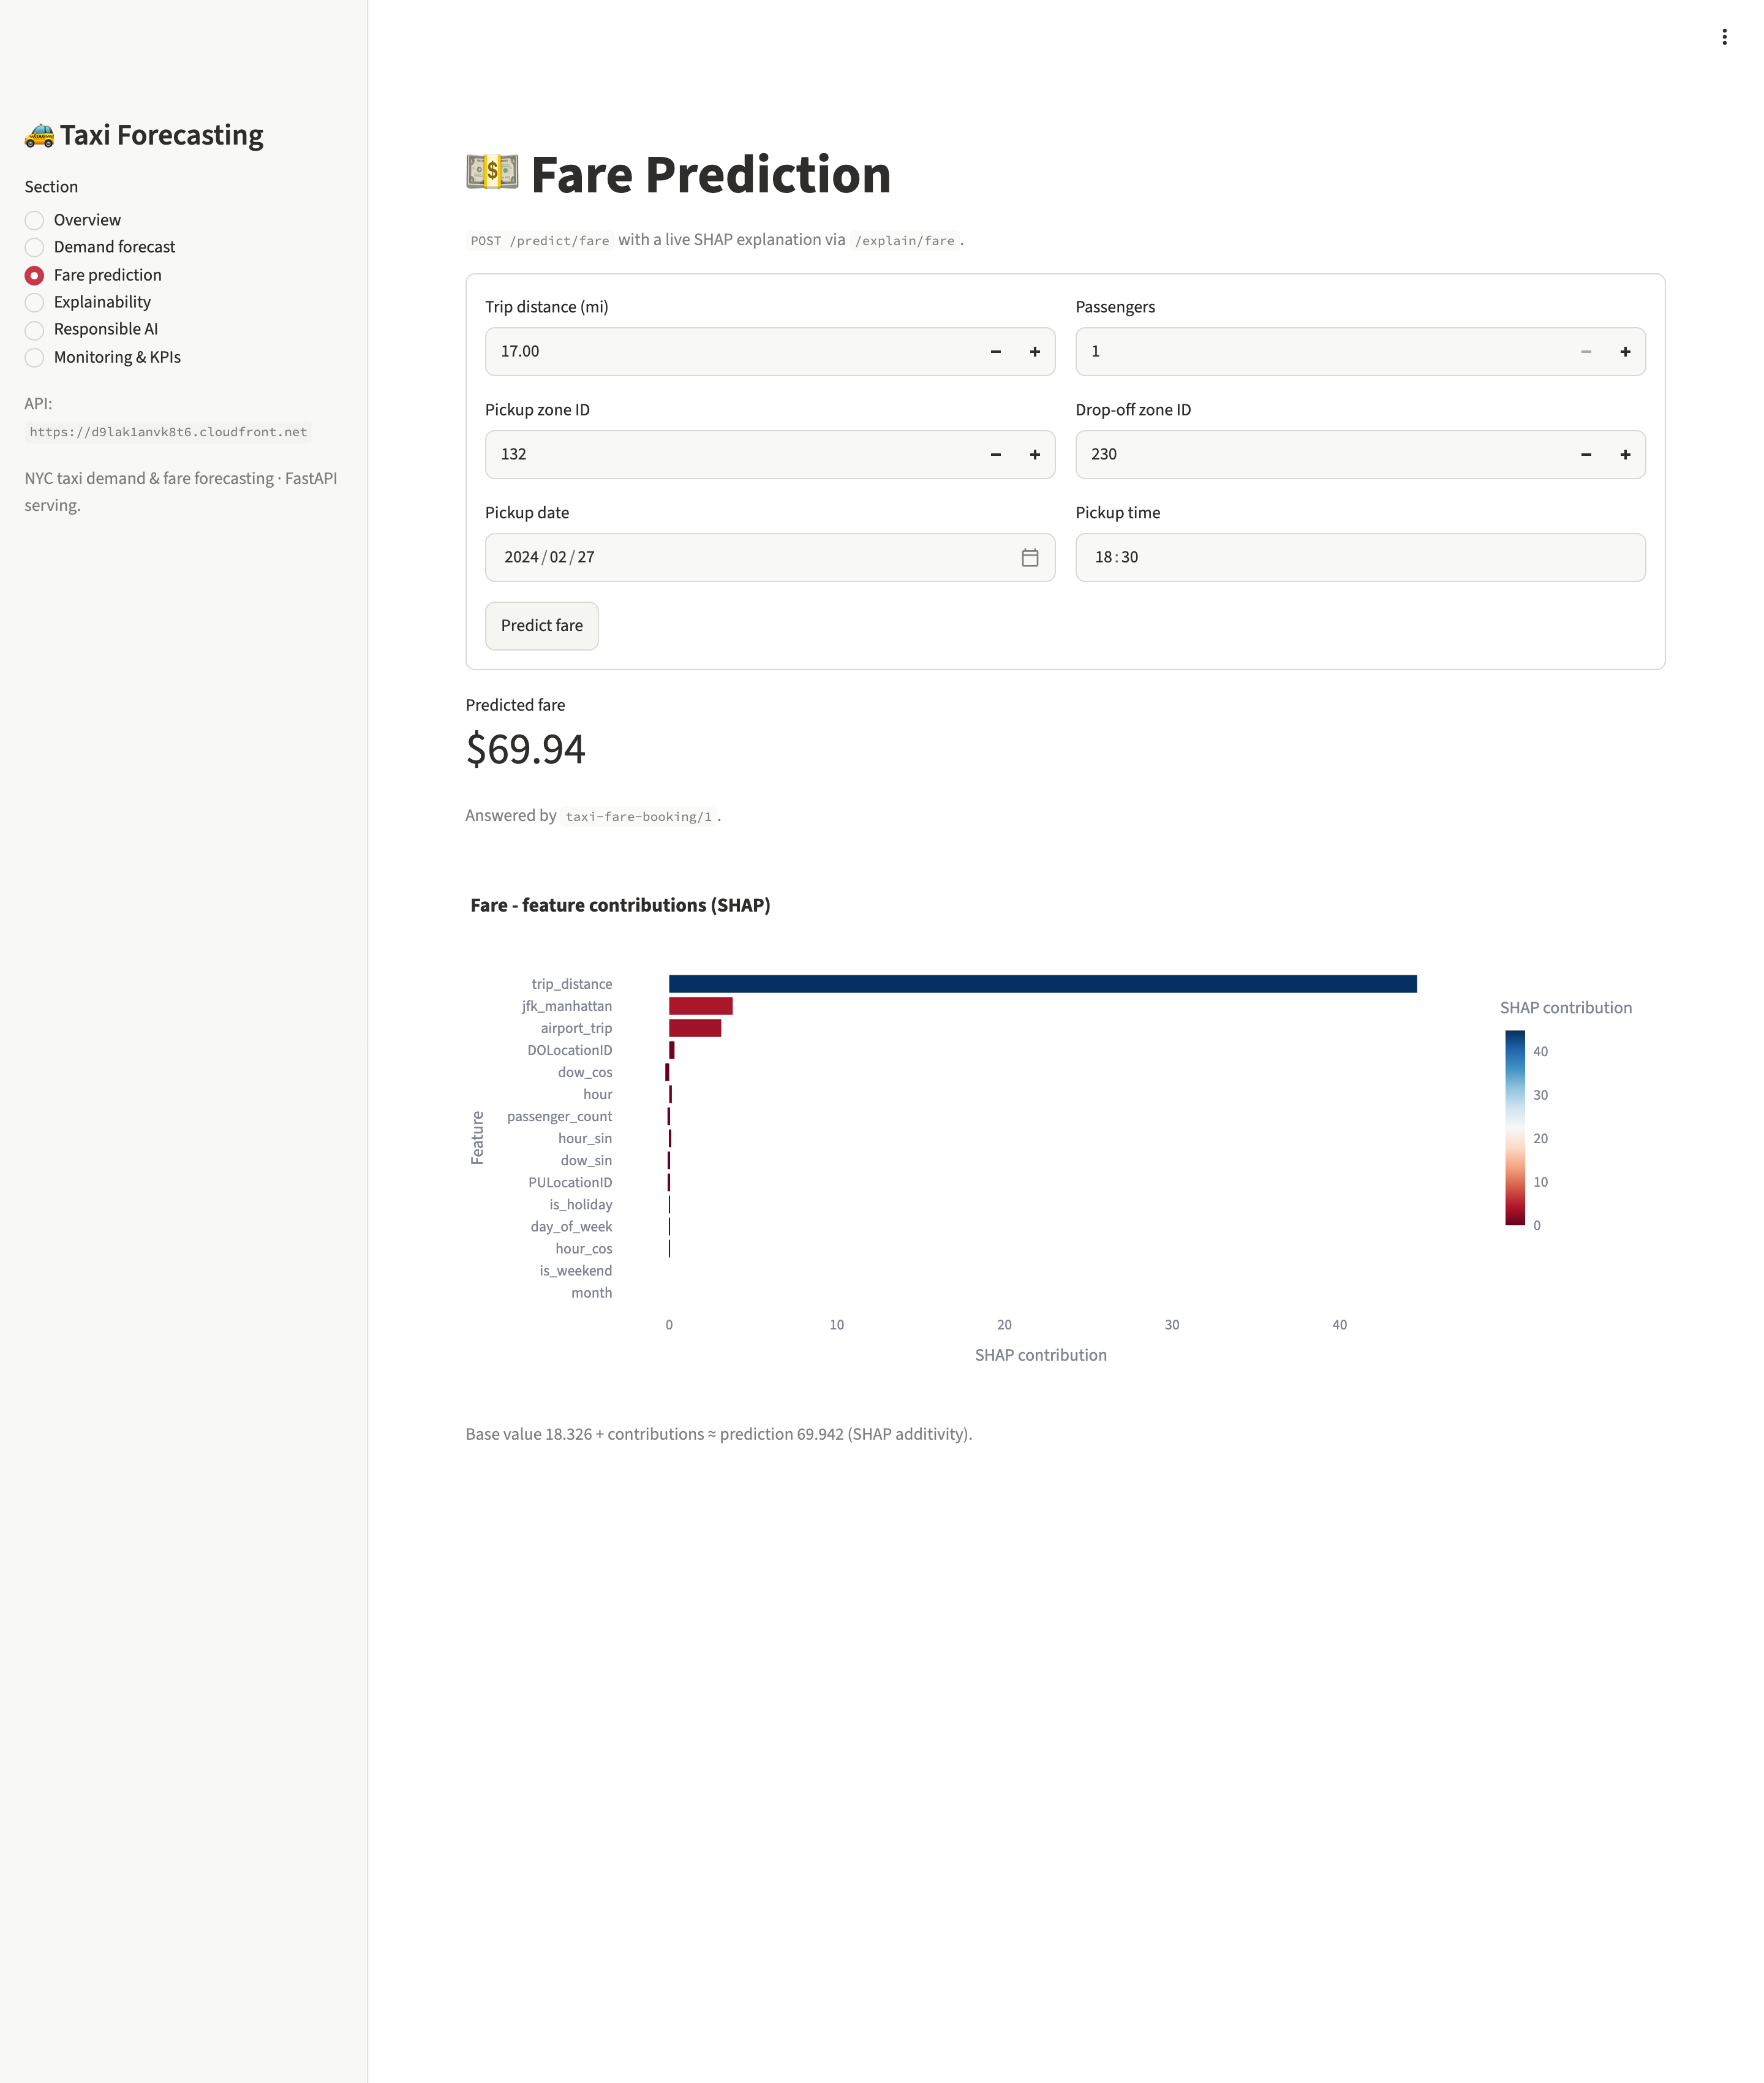 Taxi Forecasting
Section
Overview
Demand forecast
Fare prediction
Explainability
Responsible AI
Monitoring & KPIs
API:
https://d9lak1anvk8t6.cloudfront.net
NYC taxi demand & fare forecasting · FastAPI
serving.
Fare Prediction
POST /predict/fare with a live SHAP explanation via /explain/fare.
Trip distance (mi)
Passengers
17.00
1
Pickup zone ID
Drop-off zone ID
132
230
Pickup date
Pickup time
2024/02/27
18:30
Predict fare
Predicted fare
$69.94
Answered by taxi-fare-booking/1.
Fare - feature contributions (SHAP)
Feature
trip_distance
jfk_manhattan
airport_trip
DOLocationID
dow_cos
hour
passenger_count
hour_sin
dow_sin
PULocationID
is_holiday
day_of_week
hour_cos
is_weekend
month
0 10 20 30 40
SHAP contribution
SHAP contribution
40
30
20
10
0
Base value 18.326 + contributions ≈ prediction 69.942 (SHAP additivity).